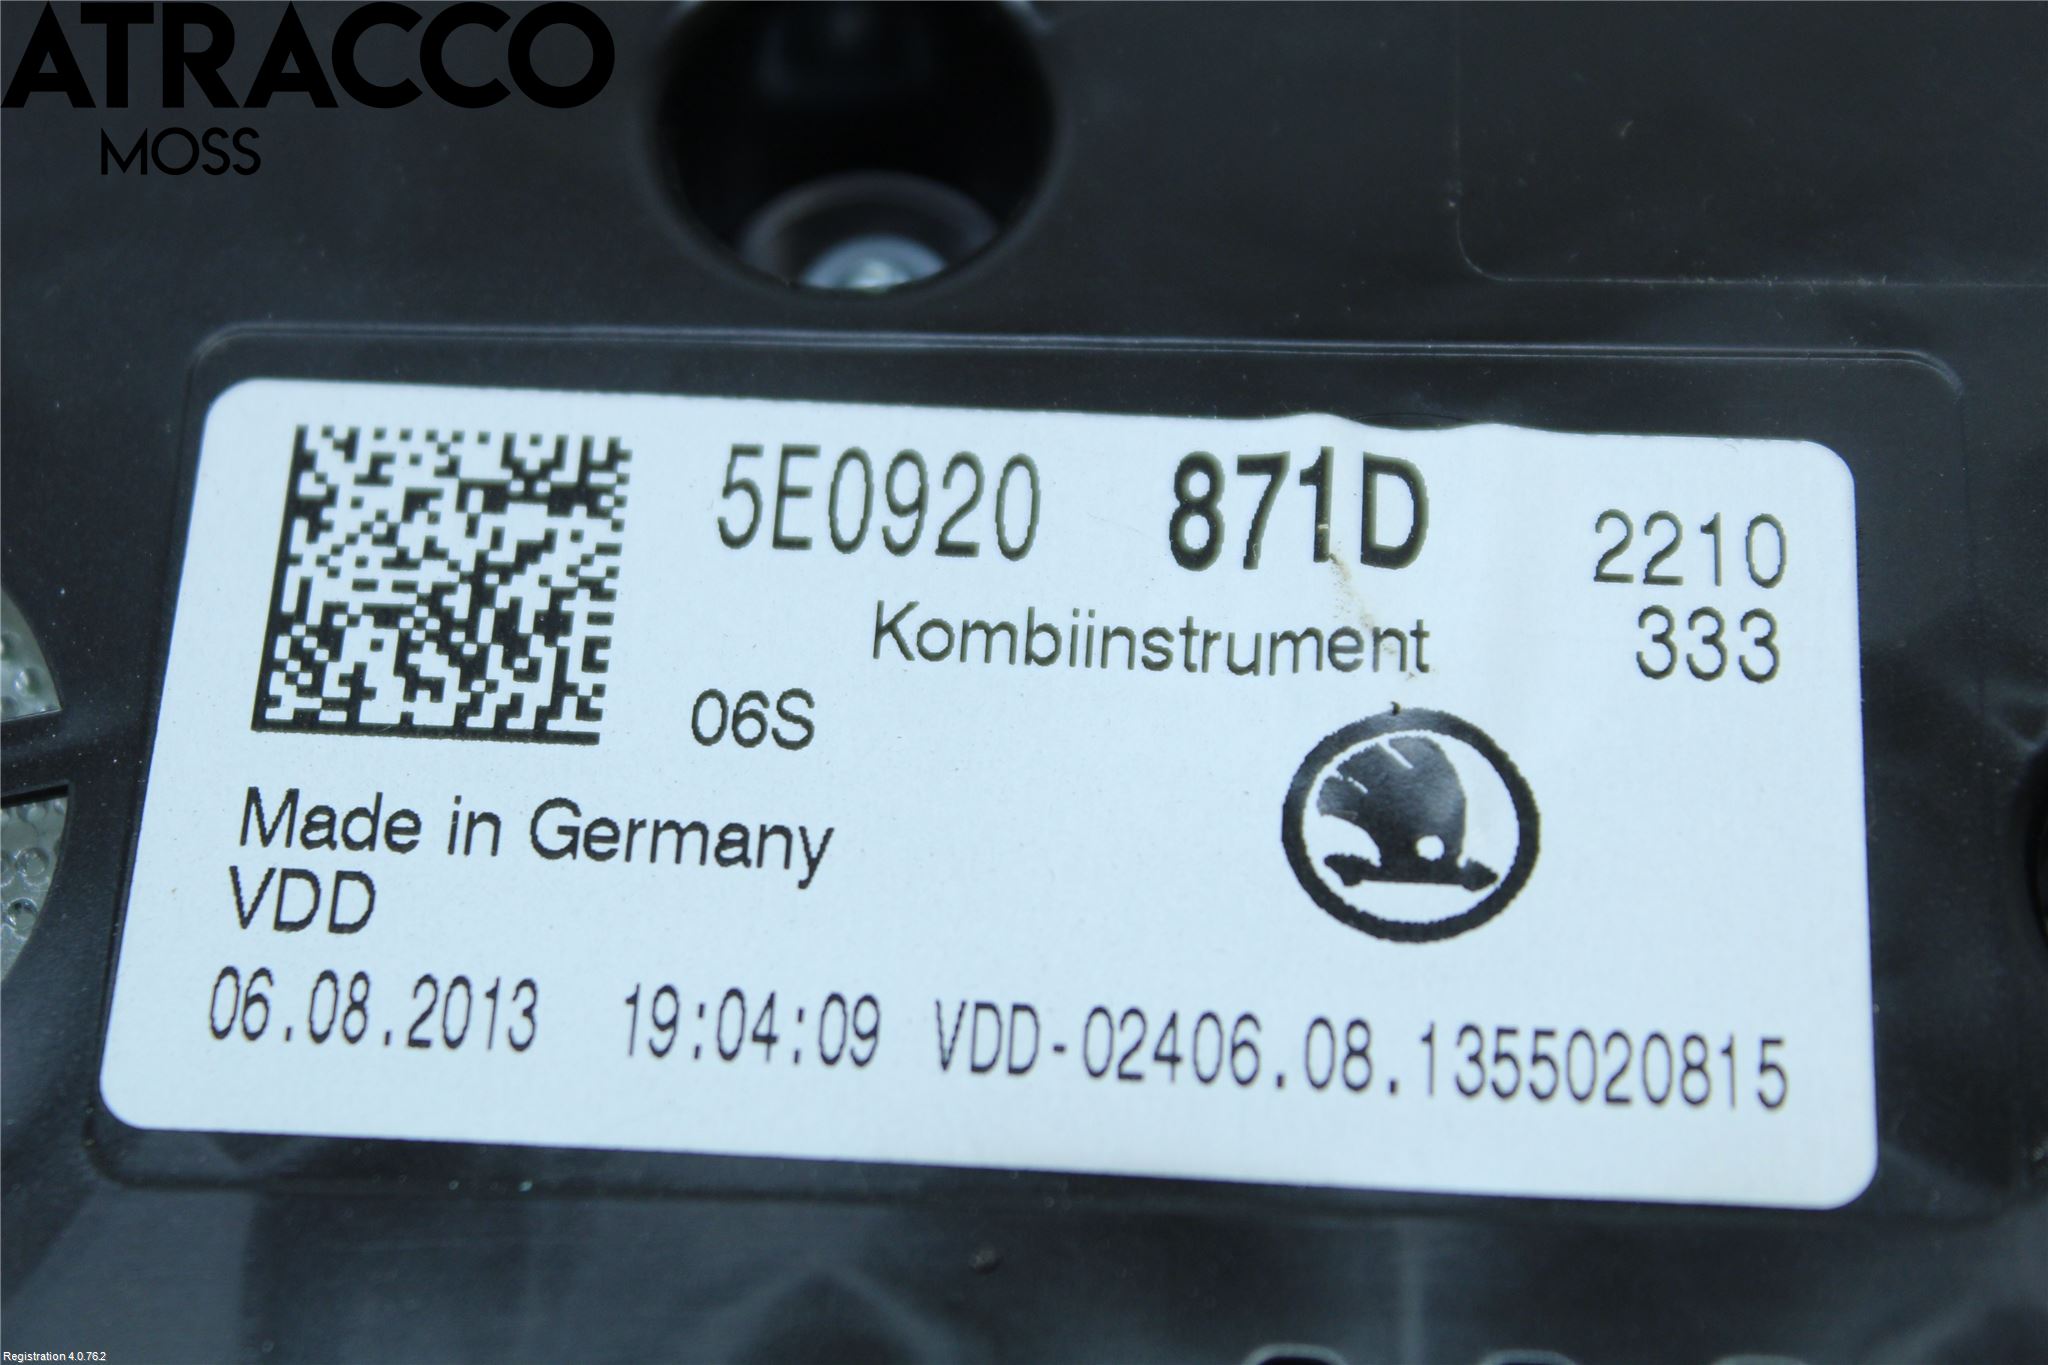 ATRACCO
MOSS
5E0920 871D 2210
Kombiinstrument 333
06S
Made in Germany
VDD
06.08.2013 19:04:09 VDD-02406.08.1355020815
Registration 4.0.76.2